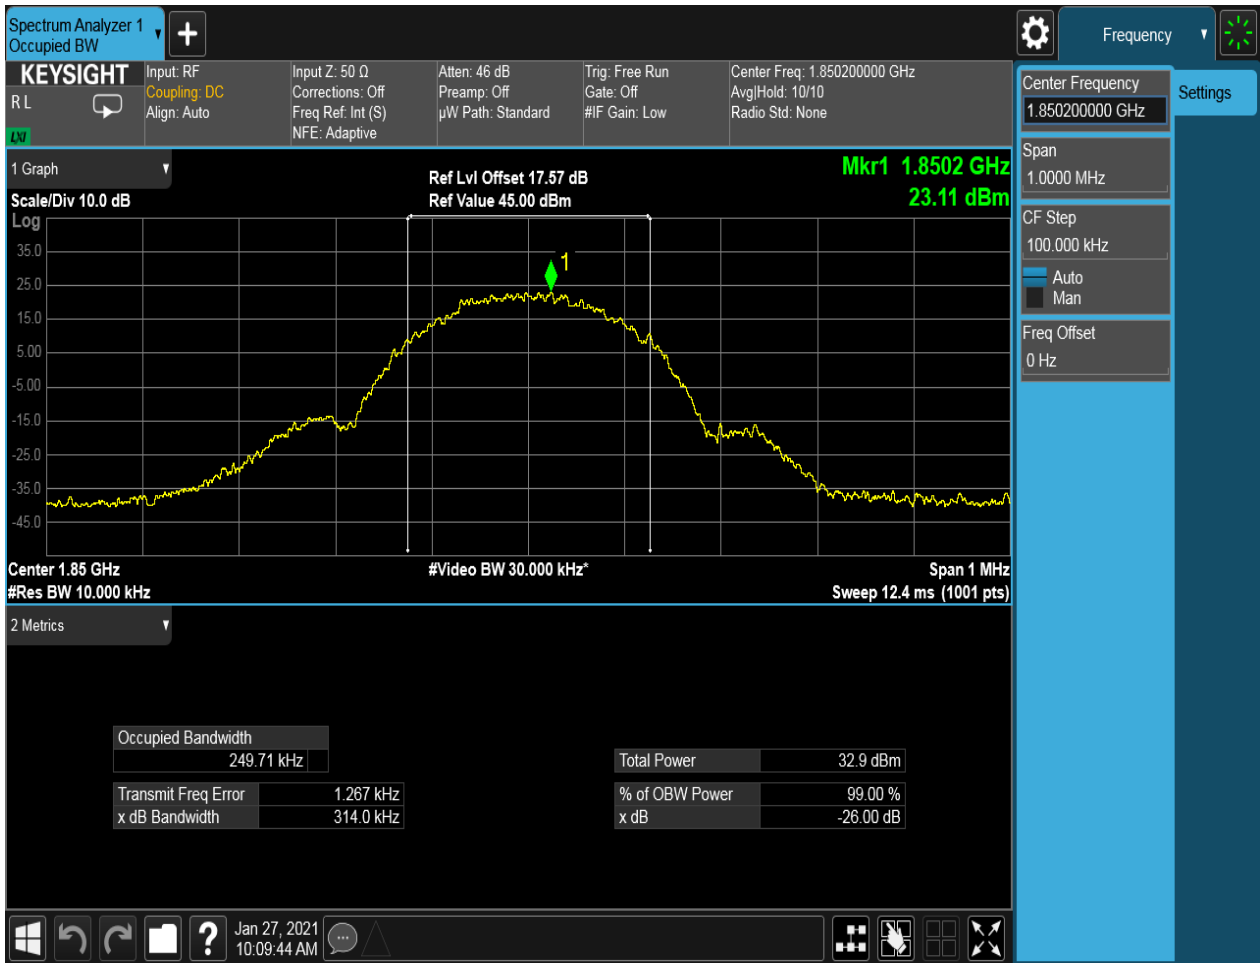 Spectrum Analyzer 1
Occupied BW
Frequency
KEYSIGHT
R L
LXI
Input: RF
Coupling: DC
Align: Auto
Input Z: 50 Ω
Corrections: Off
Freq Ref: Int (S)
NFE: Adaptive
Atten: 46 dB
Preamp: Off
µW Path: Standard
Trig: Free Run
Gate: Off
#IF Gain: Low
Center Freq: 1.850200000 GHz
Avg|Hold: 10/10
Radio Std: None
Center Frequency
1.850200000 GHz
Settings
Span
1.0000 MHz
CF Step
100.000 kHz
Auto
Man
Freq Offset
0 Hz
1 Graph
Scale/Div 10.0 dB
Ref Lvl Offset 17.57 dB
Ref Value 45.00 dBm
Mkr1 1.8502 GHz
23.11 dBm
Log
35.0
25.0
15.0
5.00
-5.00
-15.0
-25.0
-35.0
-45.0
1
Center 1.85 GHz
#Video BW 30.000 kHz*
Span 1 MHz
#Res BW 10.000 kHz
Sweep 12.4 ms (1001 pts)
2 Metrics
Occupied Bandwidth
249.71 kHz
Total Power 32.9 dBm
Transmit Freq Error 1.267 kHz
% of OBW Power 99.00 %
x dB Bandwidth 314.0 kHz
x dB -26.00 dB
?
Jan 27, 2021
10:09:44 AM